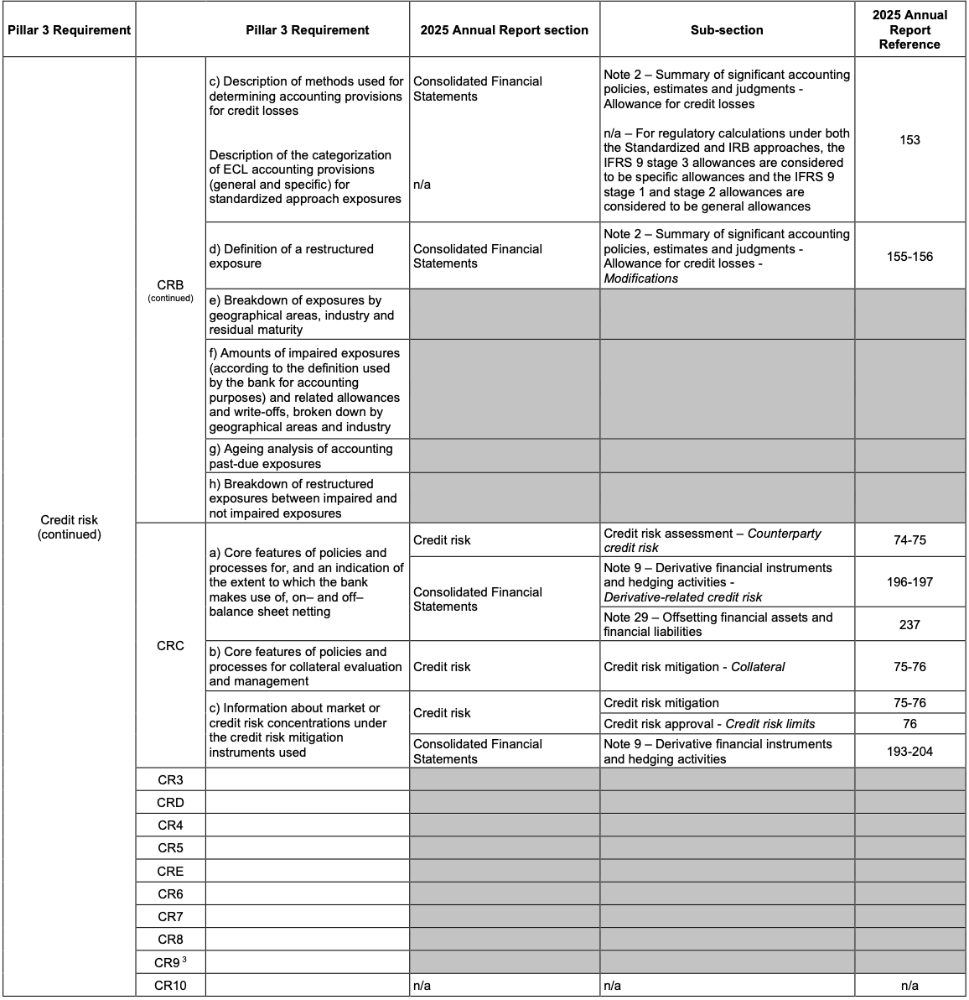 Pillar 3 Requirement
Pillar 3 Requirement
2025 Annual Report section
Sub-section
2025 Annual
Report
Reference
Credit risk
(continued)
CRB
(continued)
c) Description of methods used for
determining accounting provisions
for credit losses
Description of the categorization
of ECL accounting provisions
(general and specific) for
standardized approach exposures
Consolidated Financial
Statements
n/a
Note 2 – Summary of significant accounting
policies, estimates and judgments -
Allowance for credit losses
n/a – For regulatory calculations under both
the Standardized and IRB approaches, the
IFRS 9 stage 3 allowances are considered
to be specific allowances and the IFRS 9
stage 1 and stage 2 allowances are
considered to be general allowances
153
d) Definition of a restructured
exposure
Consolidated Financial
Statements
Note 2 – Summary of significant accounting
policies, estimates and judgments -
Allowance for credit losses -
Modifications
155-156
e) Breakdown of exposures by
geographical areas, industry and
residual maturity
f) Amounts of impaired exposures
(according to the definition used
by the bank for accounting
purposes) and related allowances
and write-offs, broken down by
geographical areas and industry
g) Ageing analysis of accounting
past-due exposures
h) Breakdown of restructured
exposures between impaired and
not impaired exposures
CRC
a) Core features of policies and
processes for, and an indication of
the extent to which the bank
makes use of, on– and off–
balance sheet netting
Credit risk
Credit risk assessment – Counterparty
credit risk
74-75
Consolidated Financial
Statements
Note 9 – Derivative financial instruments
and hedging activities -
Derivative-related credit risk
196-197
Note 29 – Offsetting financial assets and
financial liabilities
237
b) Core features of policies and
processes for collateral evaluation
and management
Credit risk
Credit risk mitigation - Collateral
75-76
c) Information about market or
credit risk concentrations under
the credit risk mitigation
instruments used
Credit risk
Credit risk mitigation
75-76
Credit risk approval - Credit risk limits
76
Consolidated Financial
Statements
Note 9 – Derivative financial instruments
and hedging activities
193-204
CR3
CRD
CR4
CR5
CRE
CR6
CR7
CR8
CR9 3
CR10
n/a
n/a
n/a